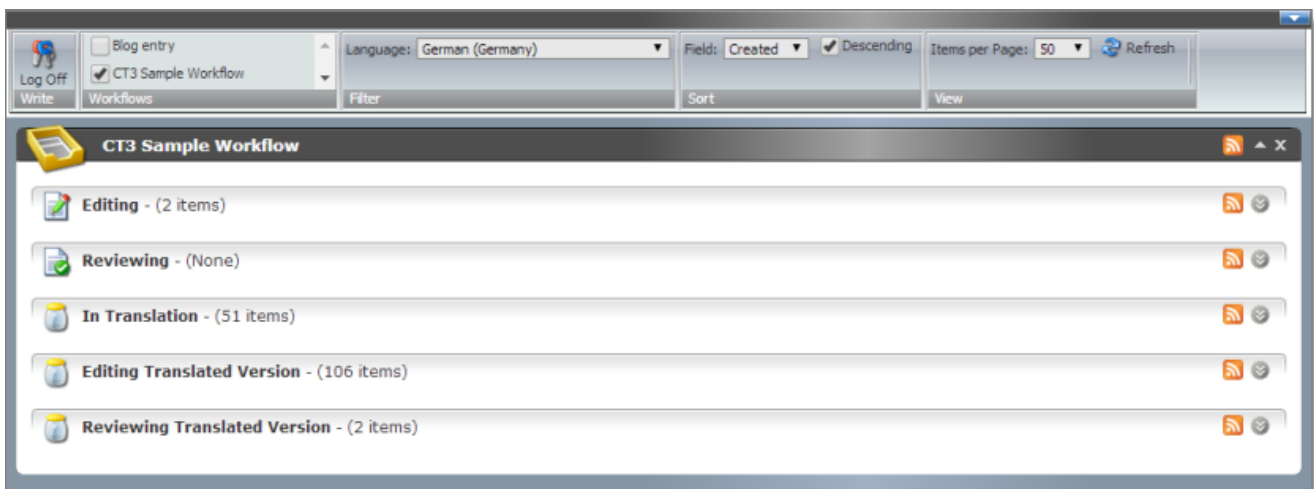 Blog entry
Language: German (Germany) Field: Created Descending Items per Page: 50 Refresh
Log Off CT3 Sample Workflow
Write Workflows Filter Sort View
CT3 Sample Workflow
Editing - (2 items)
Reviewing - (None)
In Translation - (51 items)
Editing Translated Version - (106 items)
Reviewing Translated Version - (2 items)